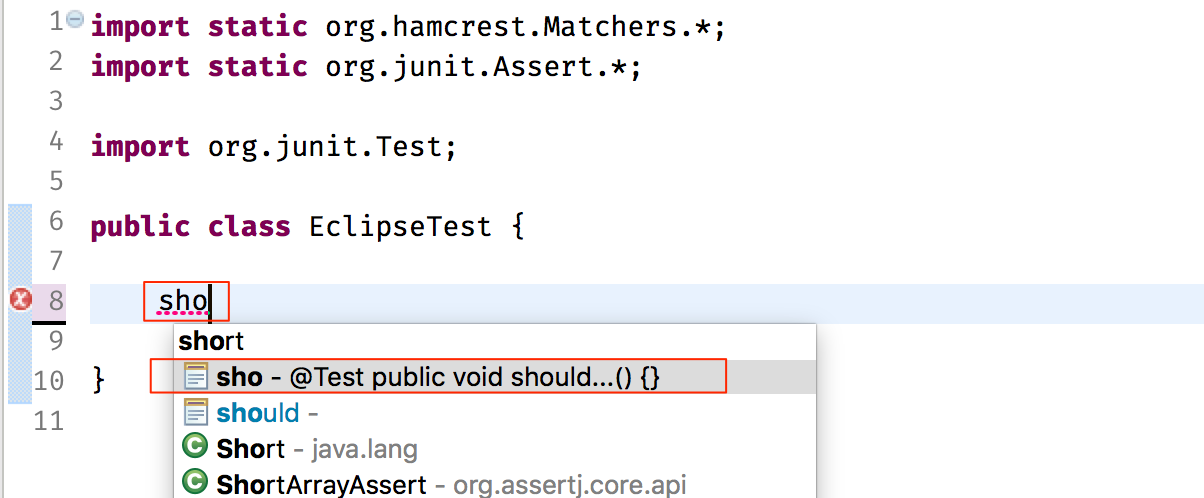 1 import static org.hamcrest.Matchers.*;
2 import static org.junit.Assert.*;
3
4 import org.junit.Test;
5
6 public class EclipseTest {
7
8 sho
short
9
sho - @Test public void should...() {}
10 }
should -
11
Short - java.lang
ShortArrayAssert - org.assertj.core.api